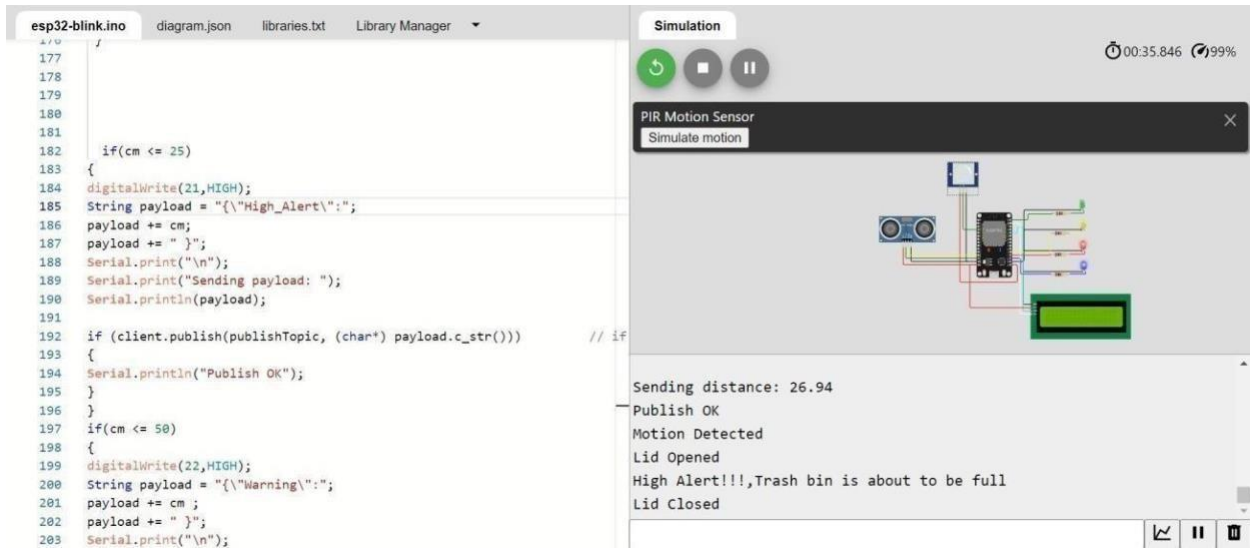 esp32-blink.ino diagram.json libraries.txt Library Manager
176 }
177
178
179
180
181
182 if(cm <= 25)
183 {
184 digitalWrite(21,HIGH);
185 String payload = "{\"High_Alert\":";
186 payload += cm;
187 payload += " }";
188 Serial.print("\n");
189 Serial.print("Sending payload: ");
190 Serial.println(payload);
191
192 if (client.publish(publishTopic, (char*) payload.c_str())) // if
193 {
194 Serial.println("Publish OK");
195 }
196 }
197 if(cm <= 50)
198 {
199 digitalWrite(22,HIGH);
200 String payload = "{\"Warning\":";
201 payload += cm ;
202 payload += " }";
203 Serial.print("\n");
Simulation
00:35.846 99%
PIR Motion Sensor
Simulate motion
Sending distance: 26.94
Publish OK
Motion Detected
Lid Opened
High Alert!!!,Trash bin is about to be full
Lid Closed